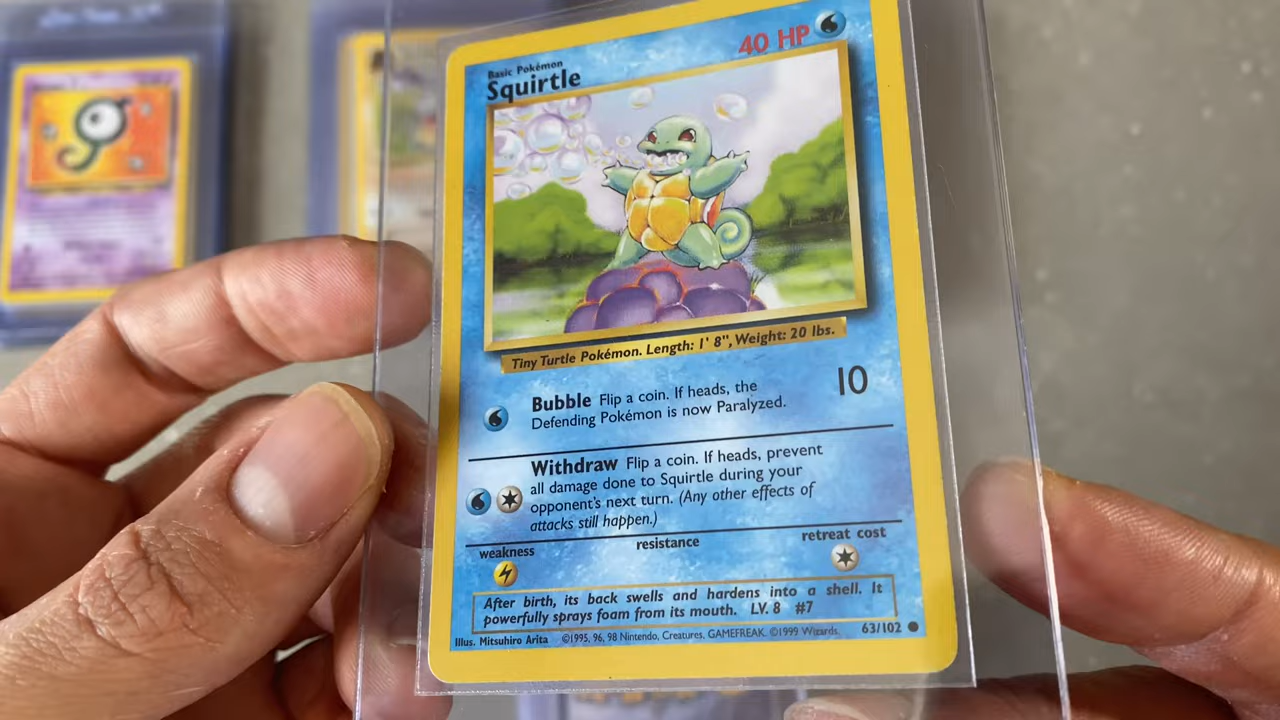 40 HP
Basic Pokémon
Squirtle
Tiny Turtle Pokémon. Length: 1' 8", Weight: 20 lbs.
Bubble Flip a coin. If heads, the
Defending Pokémon is now Paralyzed.
10
Withdraw Flip a coin. If heads, prevent
all damage done to Squirtle during your
opponent's next turn. (Any other effects of
attacks still happen.)
weakness resistance retreat cost
After birth, its back swells and hardens into a shell. It
powerfully sprays foam from its mouth. LV. 8 #7
Illus. Mitsuhiro Arita ©1995, 96, 98 Nintendo, Creatures, GAMEFREAK. ©1999 Wizards. 63/102